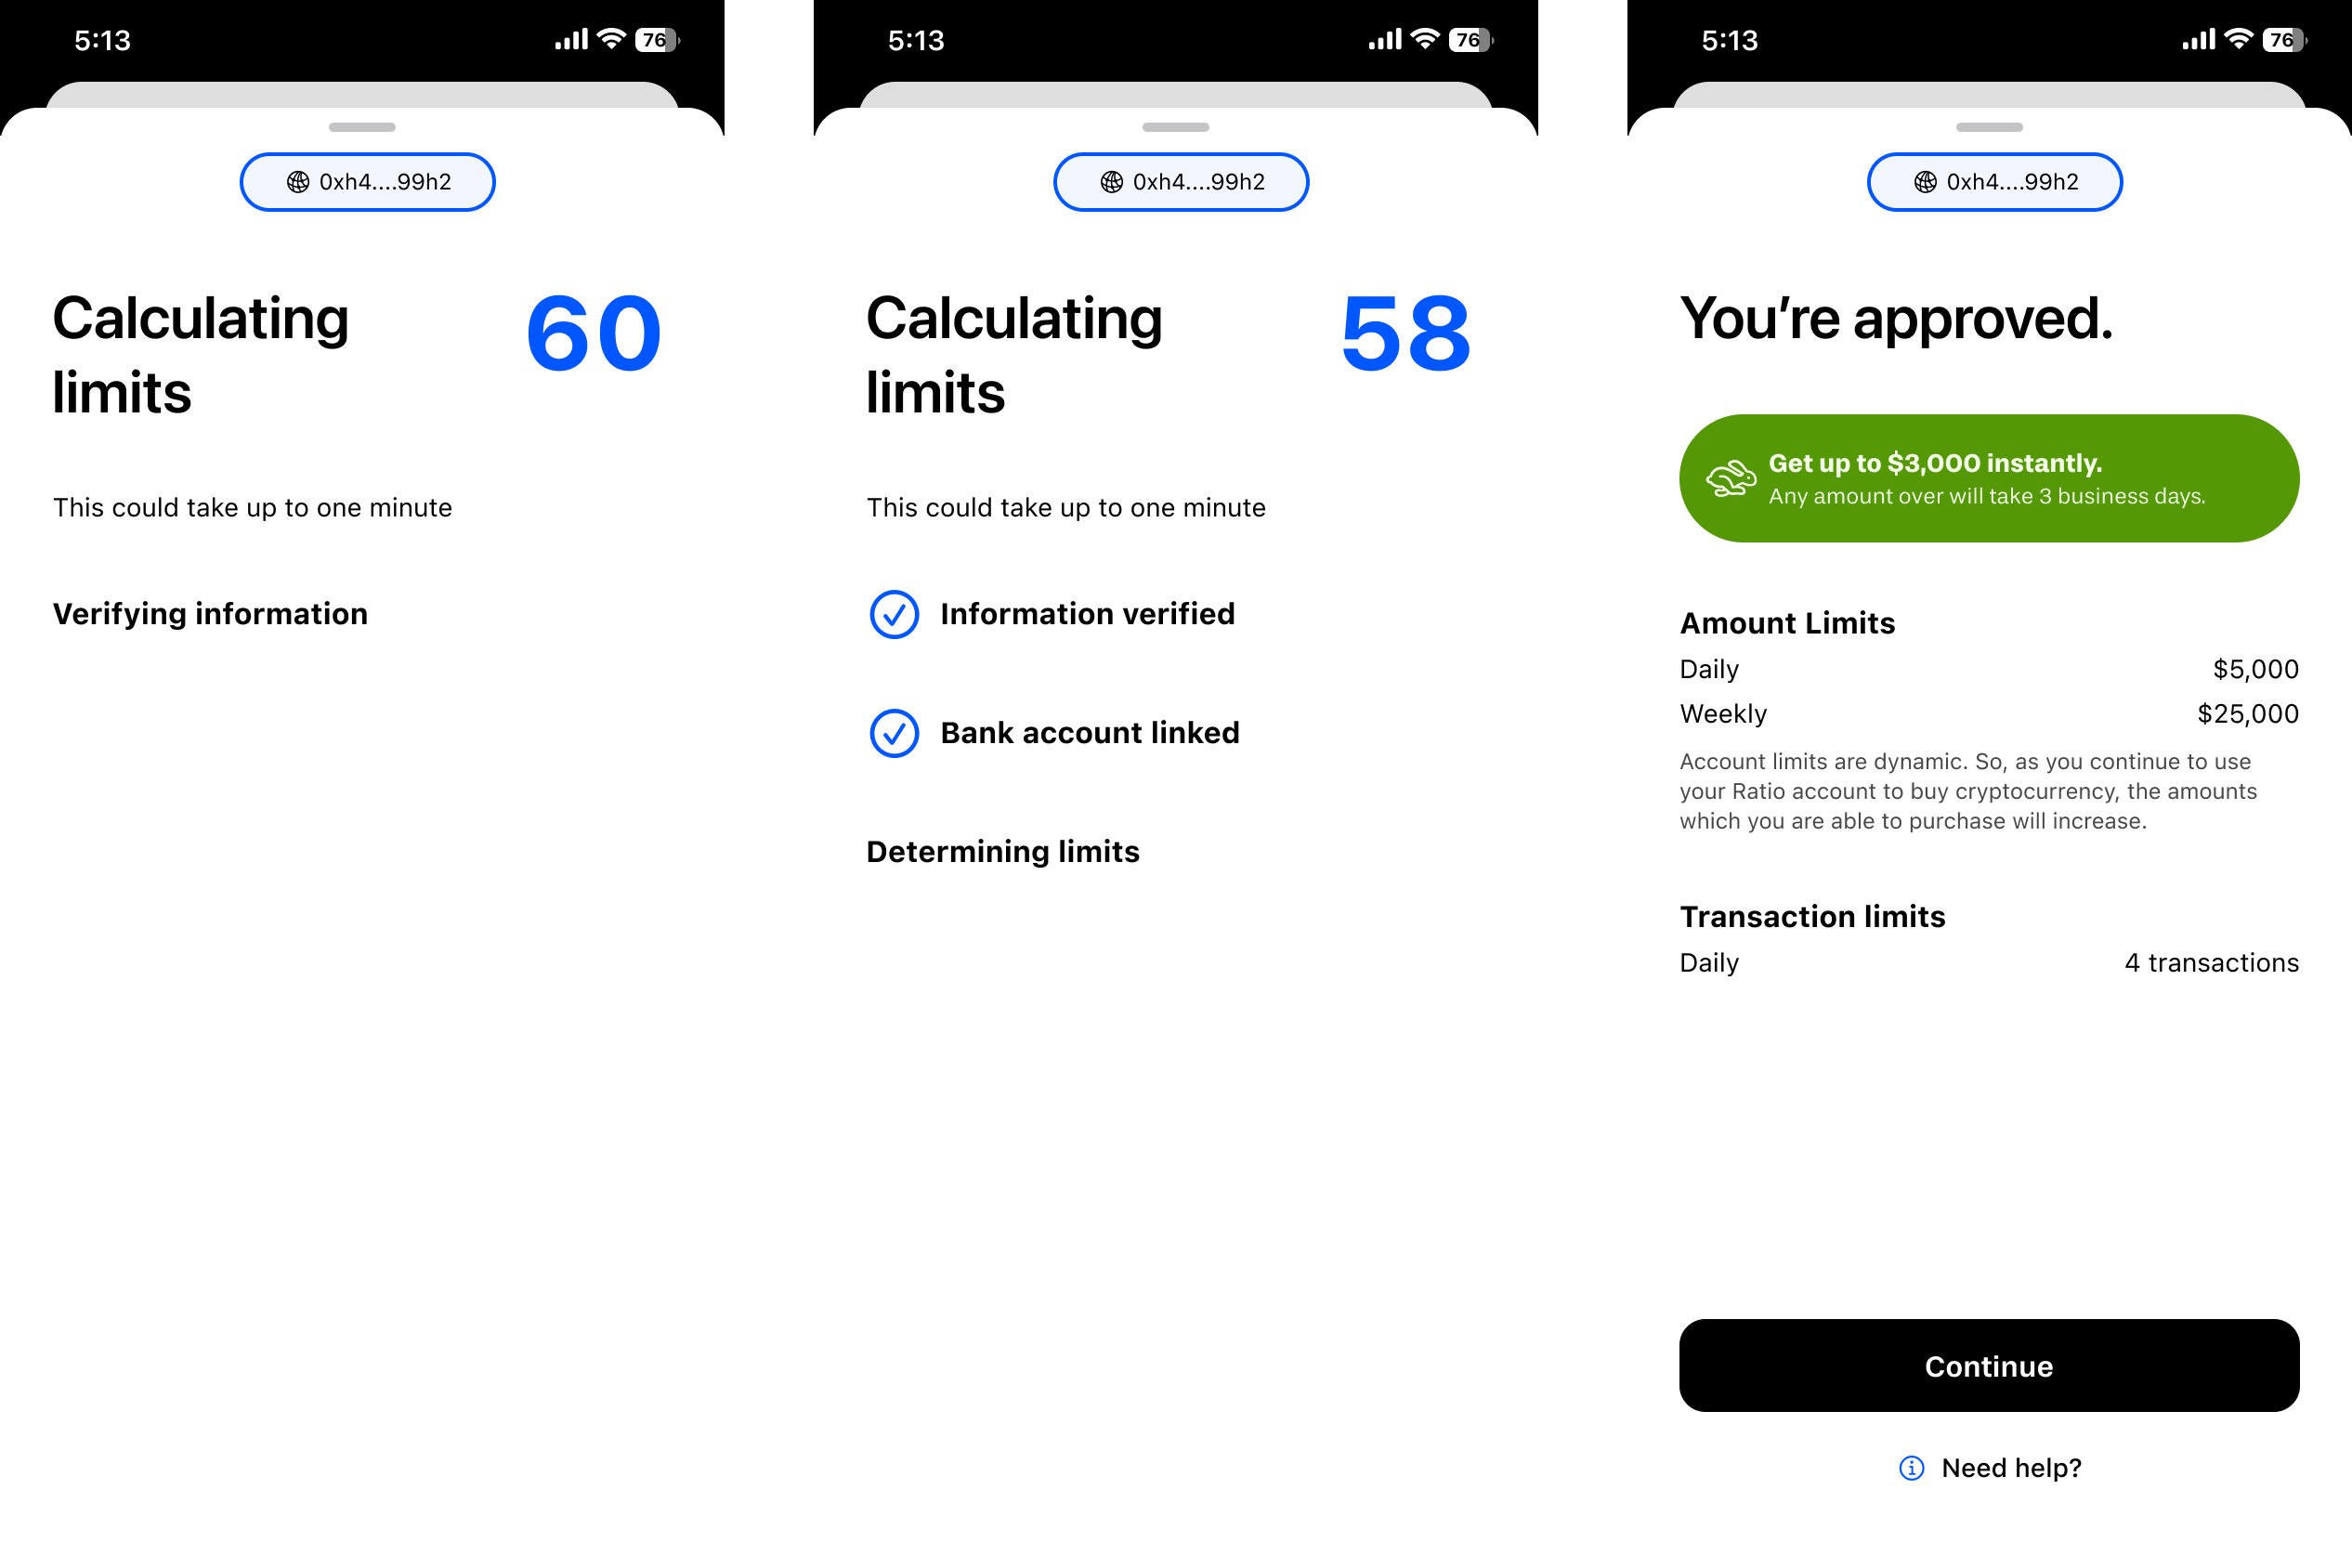 5:13
76
0xh4....99h2
Calculating
limits
60
This could take up to one minute
Verifying information
5:13
76
0xh4....99h2
Calculating
limits
58
This could take up to one minute
Information verified
Bank account linked
Determining limits
5:13
76
0xh4....99h2
You’re approved.
Get up to $3,000 instantly.
Any amount over will take 3 business days.
Amount Limits
Daily $5,000
Weekly $25,000
Account limits are dynamic. So, as you continue to use
your Ratio account to buy cryptocurrency, the amounts
which you are able to purchase will increase.
Transaction limits
Daily 4 transactions
Continue
Need help?